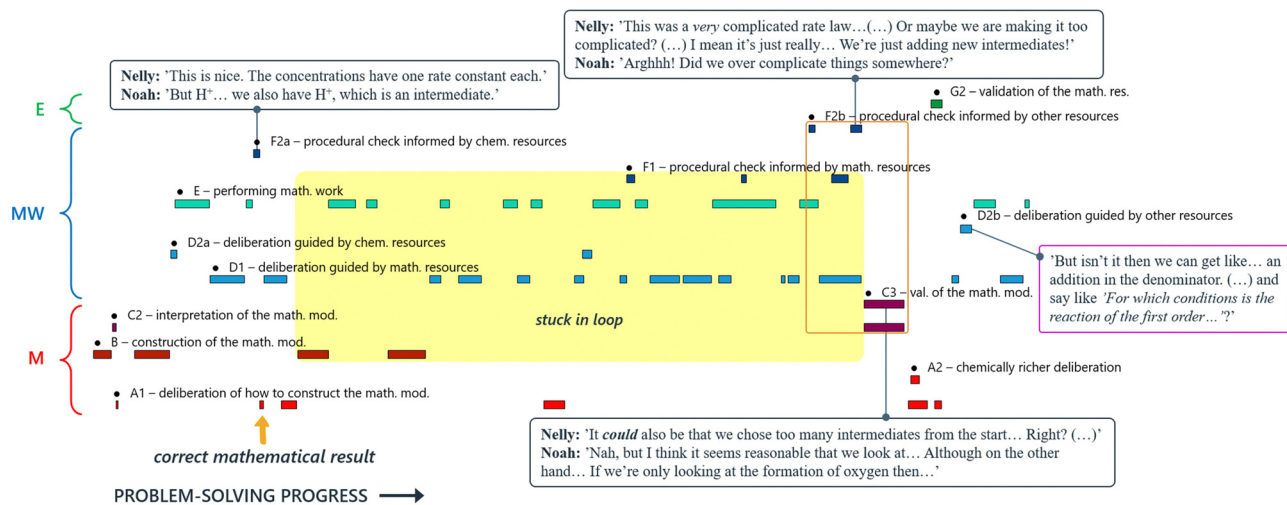 Nelly: ’This was a very complicated rate law…(…) Or maybe we are making it too
complicated? (…) I mean it’s just really… We’re just adding new intermediates!’
Noah: ’Arghhh! Did we over complicate things somewhere?’
Nelly: ’This is nice. The concentrations have one rate constant each.’
Noah: ’But H⁺… we also have H⁺, which is an intermediate.’
E
G2 – validation of the math. res.
F2b – procedural check informed by other resources
F2a – procedural check informed by chem. resources
F1 – procedural check informed by math. resources
MW
E – performing math. work
D2b – deliberation guided by other resources
D2a – deliberation guided by chem. resources
D1 – deliberation guided by math. resources
’But isn’t it then we can get like… an
addition in the denominator. (…) and
say like ’For which conditions is the
reaction of the first order…’?’
C3 – val. of the math. mod.
C2 – interpretation of the math. mod.
stuck in loop
B – construction of the math. mod.
M
A2 – chemically richer deliberation
A1 – deliberation of how to construct the math. mod.
correct mathematical result
Nelly: ’It could also be that we chose too many intermediates from the start… Right? (…)’
Noah: ’Nah, but I think it seems reasonable that we look at… Although on the other
hand… If we’re only looking at the formation of oxygen then…’
PROBLEM-SOLVING PROGRESS